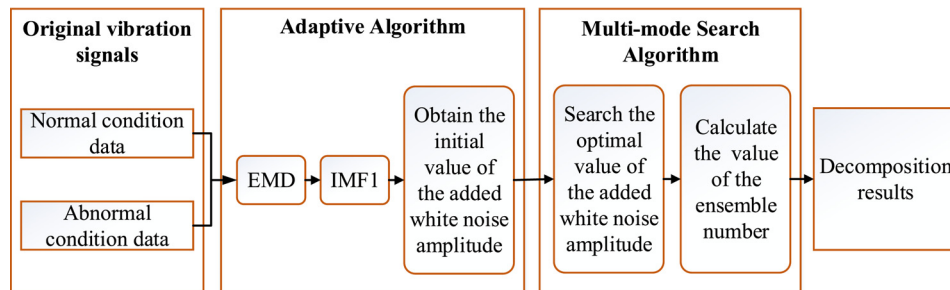 Original vibration
signals
Normal condition
data
Abnormal
condition data
Adaptive Algorithm
EMD
IMF1
Obtain the
initial
value of
the added
white noise
amplitude
Multi-mode Search
Algorithm
Search the
optimal
value of
the added
white noise
amplitude
Calculate
the value
of the
ensemble
number
Decomposition
results